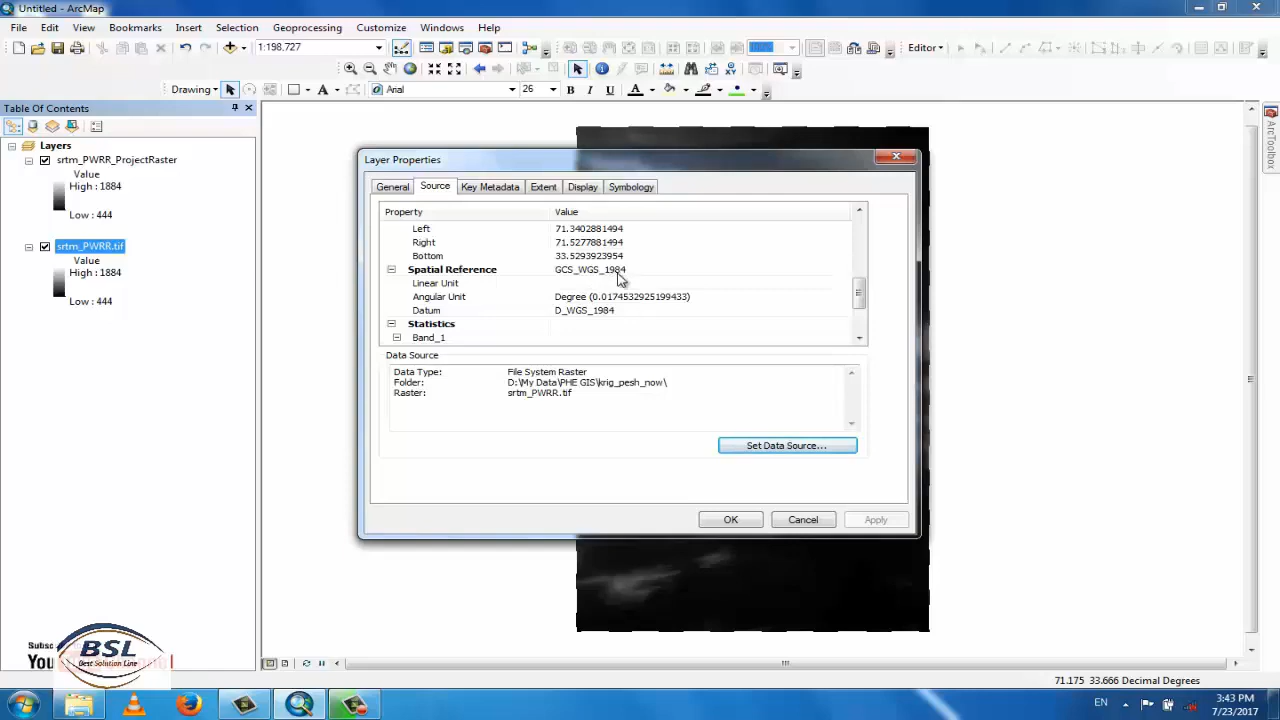 Untitled - ArcMap
File Edit View Bookmarks Insert Selection Geoprocessing Customize Windows Help
1:198,727
Editor
Drawing
Arial
26
B I U A
Table Of Contents
Layers
srtm_PWRR_ProjectRaster
Value
High : 1884
Low : 444
srtm_PWRR.tif
Value
High : 1884
Low : 444
Layer Properties
General Source Key Metadata Extent Display Symbology
Property Value
Left 71.3402881494
Right 71.5277881494
Bottom 33.5293923954
Spatial Reference GCS_WGS_1984
Linear Unit
Angular Unit Degree (0.0174532925199433)
Datum D_WGS_1984
Statistics
Band_1
Data Source
Data Type: File System Raster
Folder: D:\My Data\PHE GIS\krig_pesh_now\
Raster: srtm_PWRR.tif
Set Data Source...
OK Cancel Apply
ArcToolbox
BSL
Best Solution Line
71.175 33.666 Decimal Degrees
EN
3:43 PM
7/23/2017